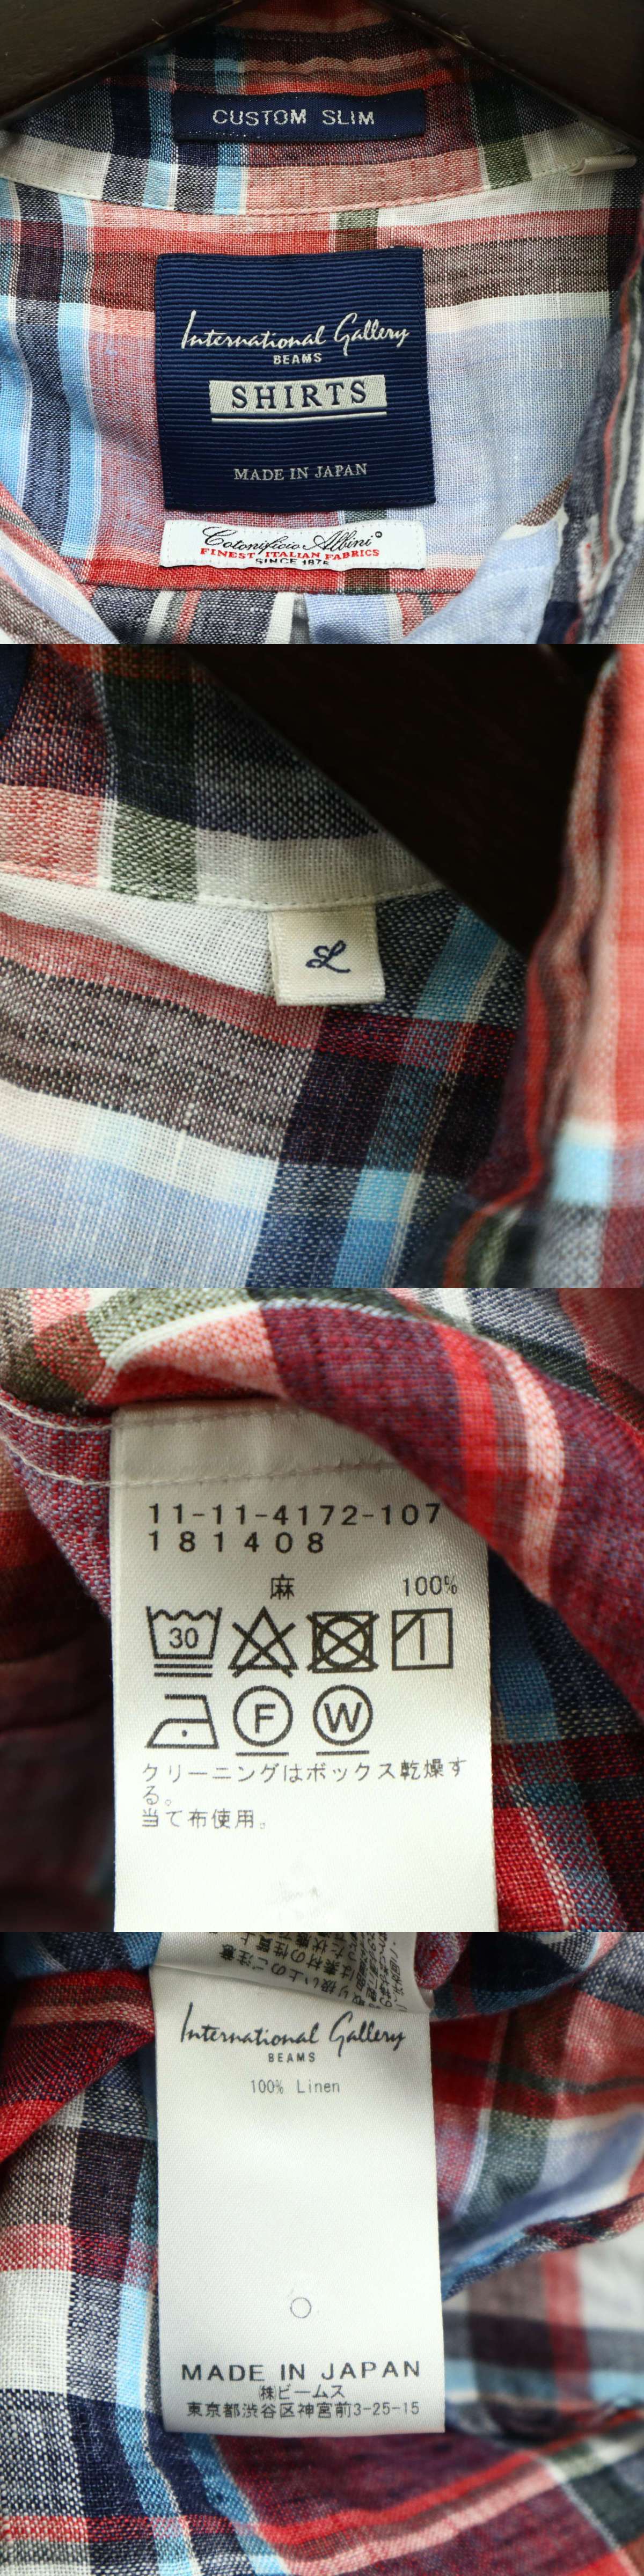 CUSTOM SLIM
International Gallery
BEAMS
SHIRTS
MADE IN JAPAN
Cotonificio Albini
FINEST ITALIAN FABRICS
SINCE 1876
L
11-11-4172-107
181408
麻 100%
30
F W
クリーニングはボックス乾燥す
る。
当て布使用。
International Gallery
BEAMS
100% Linen
MADE IN JAPAN
㈱ビームス
東京都渋谷区神宮前3-25-15